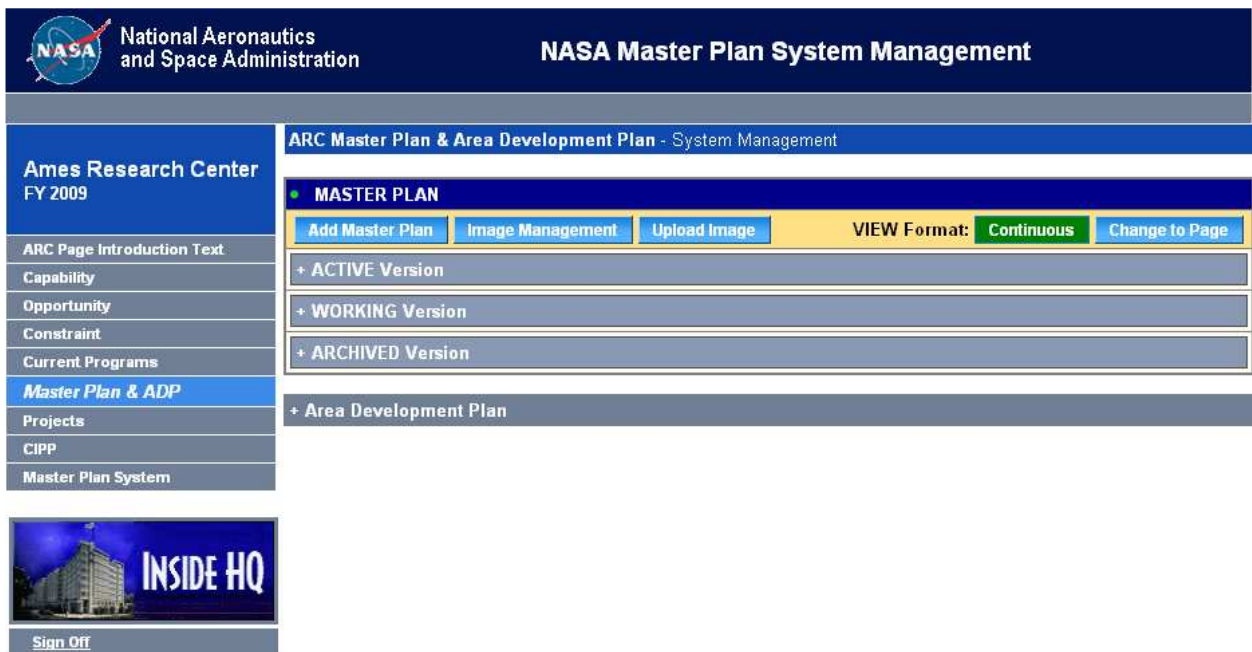 NASA
National Aeronautics
and Space Administration
NASA Master Plan System Management
Ames Research Center
FY 2009
ARC Page Introduction Text
Capability
Opportunity
Constraint
Current Programs
Master Plan & ADP
Projects
CIPP
Master Plan System
INSIDE HQ
Sign Off
ARC Master Plan & Area Development Plan - System Management
• MASTER PLAN
Add Master Plan Image Management Upload Image VIEW Format: Continuous Change to Page
+ ACTIVE Version
+ WORKING Version
+ ARCHIVED Version
+ Area Development Plan